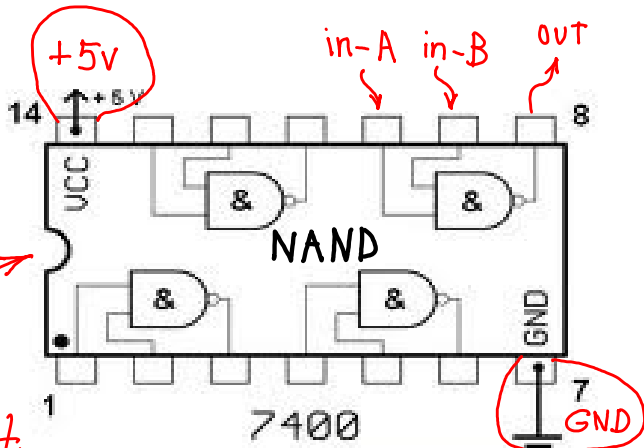 +5v
in-A in-B OUT
14 +5V 8
VCC
& &
NAND
& &
GND
1 7
7400 GND